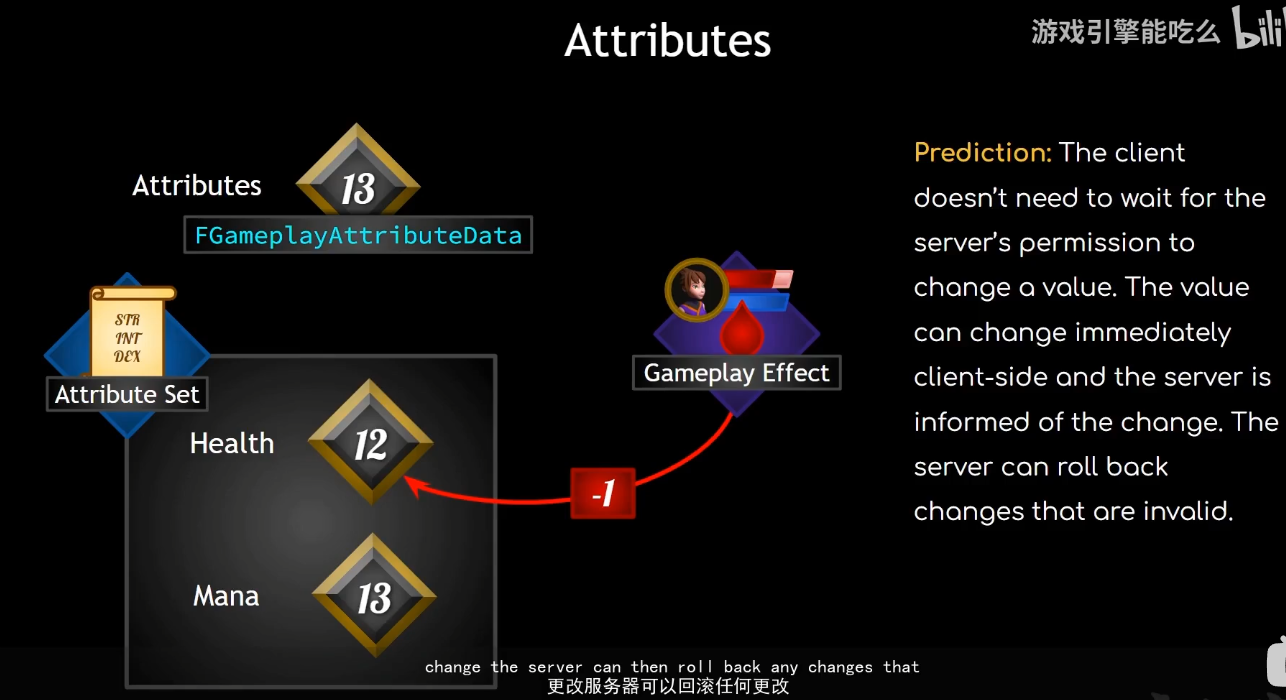 Attributes
游戏引擎能吃么
bili
Attributes
13
FGameplayAttributeData
Prediction: The client
doesn't need to wait for the
server's permission to
change a value. The value
can change immediately
client-side and the server is
informed of the change. The
server can roll back
changes that are invalid.
STR
INT
DEX
Attribute Set
Gameplay Effect
Health
12
-1
Mana
13
change the server can then roll back any changes that
更改服务器可以回滚任何更改